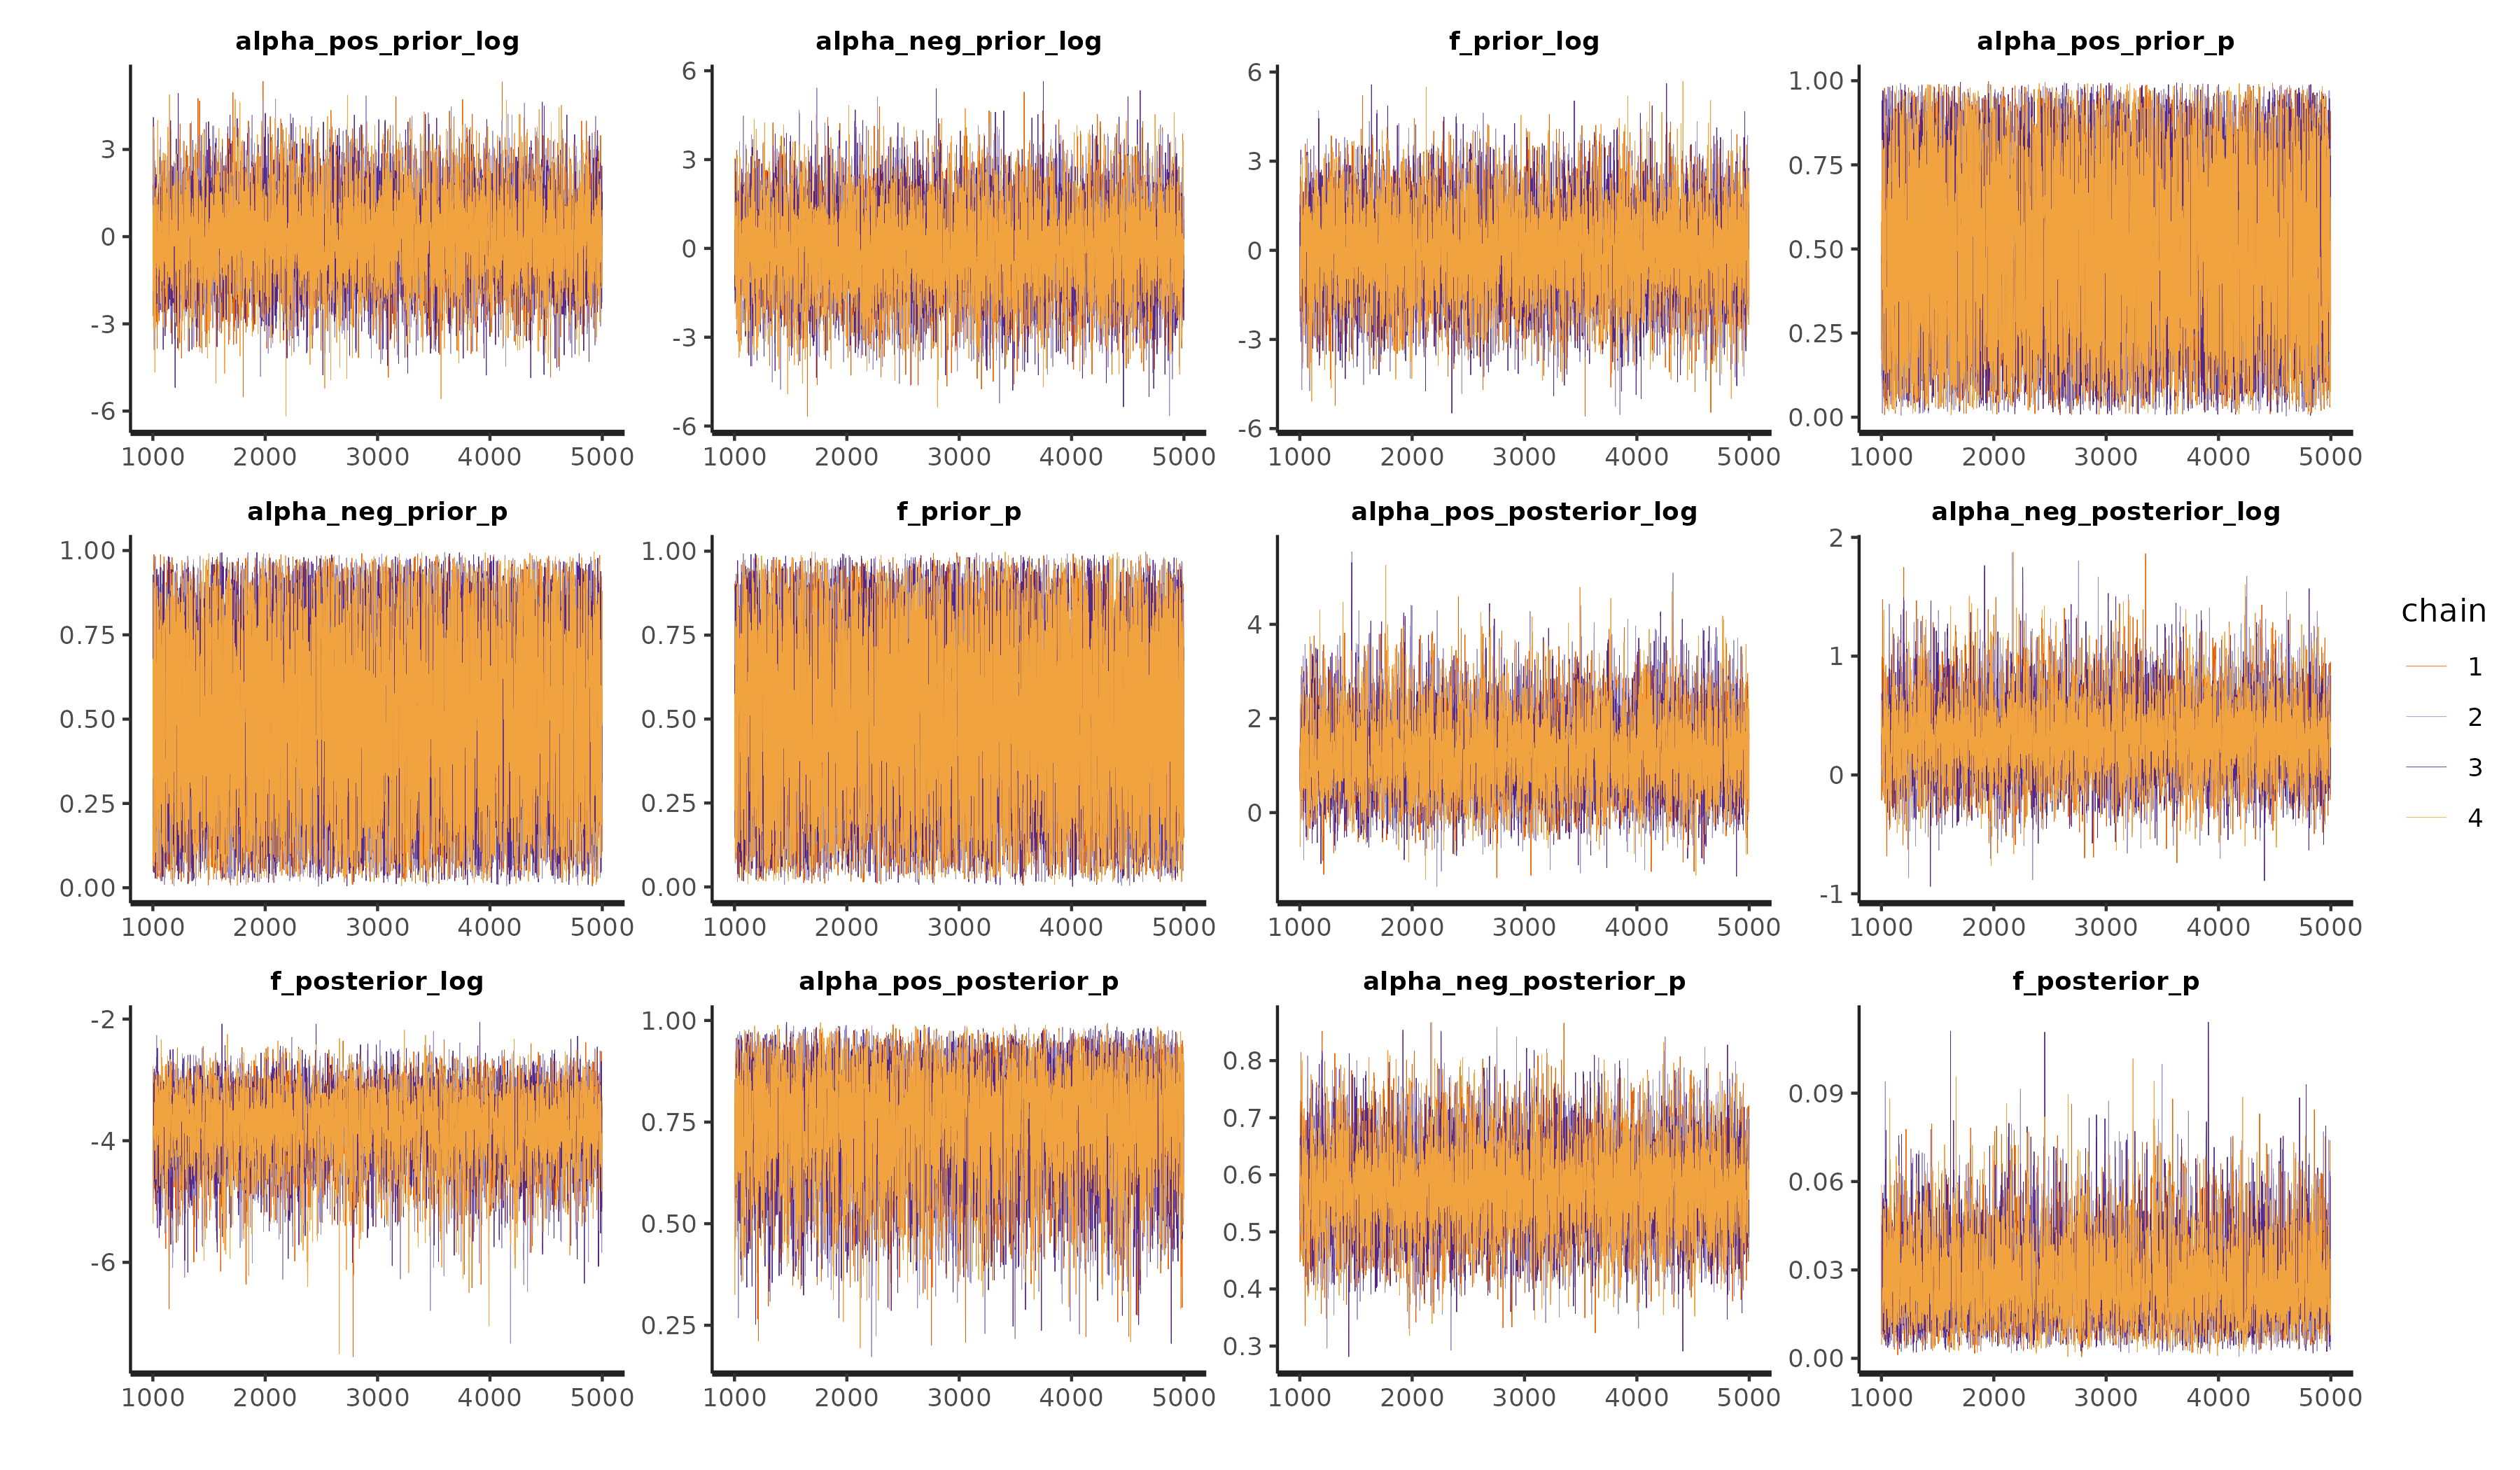 alpha_pos_prior_log
alpha_neg_prior_log
f_prior_log
alpha_pos_prior_p
3
0
-3
-6
1000 2000 3000 4000 5000
6
3
0
-3
-6
1000 2000 3000 4000 5000
6
3
0
-3
-6
1000 2000 3000 4000 5000
1.00
0.75
0.50
0.25
0.00
1000 2000 3000 4000 5000
alpha_neg_prior_p
f_prior_p
alpha_pos_posterior_log
alpha_neg_posterior_log
1.00
0.75
0.50
0.25
0.00
1000 2000 3000 4000 5000
1.00
0.75
0.50
0.25
0.00
1000 2000 3000 4000 5000
4
2
0
1000 2000 3000 4000 5000
2
1
0
-1
1000 2000 3000 4000 5000
chain
1
2
3
4
f_posterior_log
alpha_pos_posterior_p
alpha_neg_posterior_p
f_posterior_p
-2
-4
-6
1000 2000 3000 4000 5000
1.00
0.75
0.50
0.25
1000 2000 3000 4000 5000
0.8
0.7
0.6
0.5
0.4
0.3
1000 2000 3000 4000 5000
0.09
0.06
0.03
0.00
1000 2000 3000 4000 5000